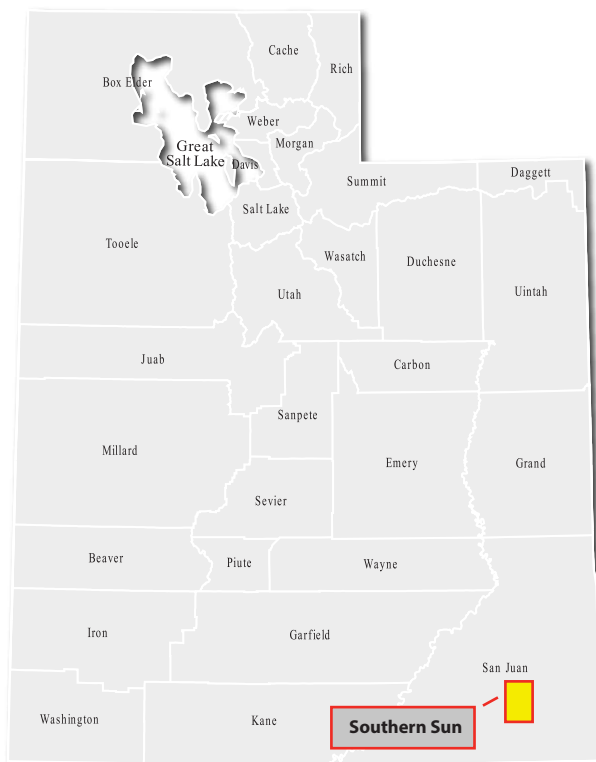 Cache
Rich
Box Elder
Weber
Morgan
Great
Salt Lake
Davis
Summit
Daggett
Salt Lake
Tooele
Wasatch
Duchesne
Utah
Uintah
Juab
Carbon
Sanpete
Millard
Emery
Grand
Sevier
Beaver
Piute
Wayne
Iron
Garfield
San Juan
Washington
Kane
Southern Sun